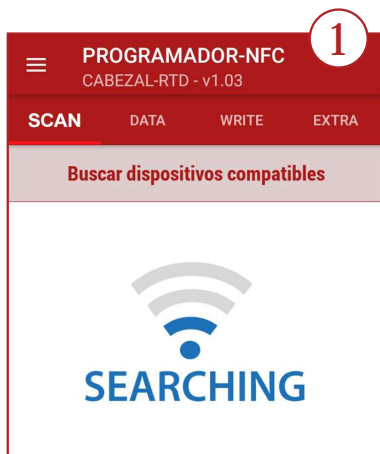 1
PROGRAMADOR-NFC
CABEZAL-RTD - v1.03
SCAN DATA WRITE EXTRA
Buscar dispositivos compatibles
SEARCHING